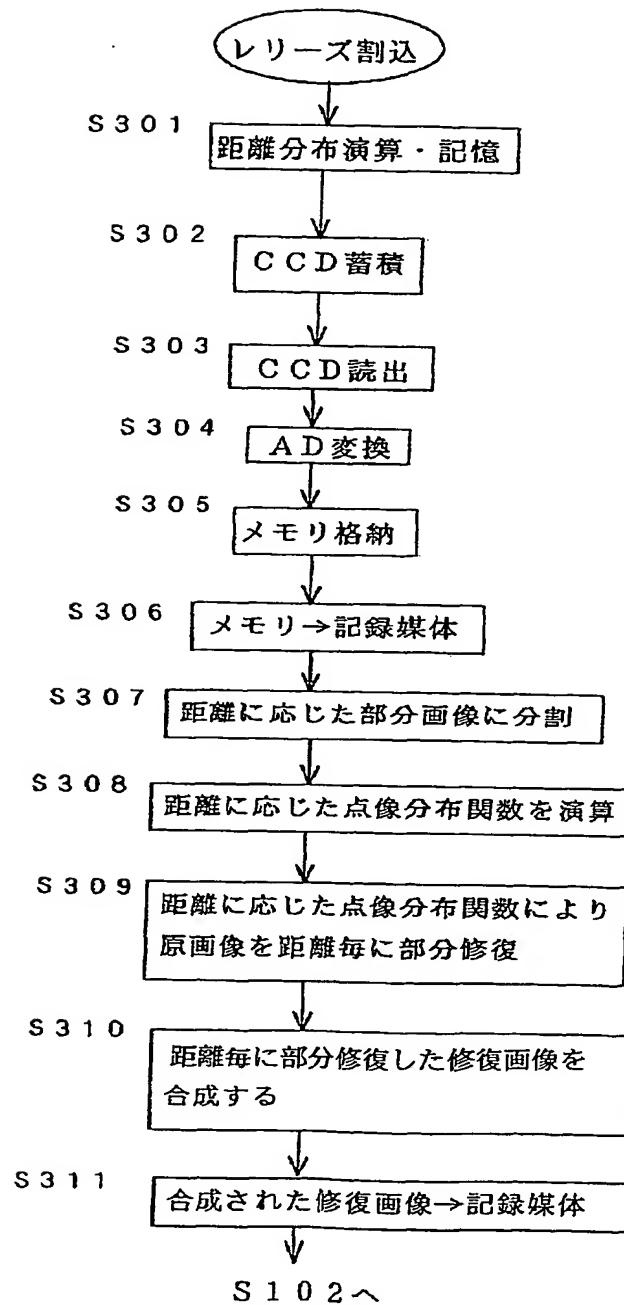 レリーズ割込
S301
距離分布演算・記憶
S302
CCD蓄積
S303
CCD読出
S304
AD変換
S305
メモリ格納
S306
メモリ→記録媒体
S307
距離に応じた部分画像に分割
S308
距離に応じた点像分布関数を演算
S309
距離に応じた点像分布関数により
原画像を距離毎に部分修復
S310
距離毎に部分修復した修復画像を
合成する
S311
合成された修復画像→記録媒体
S102へ